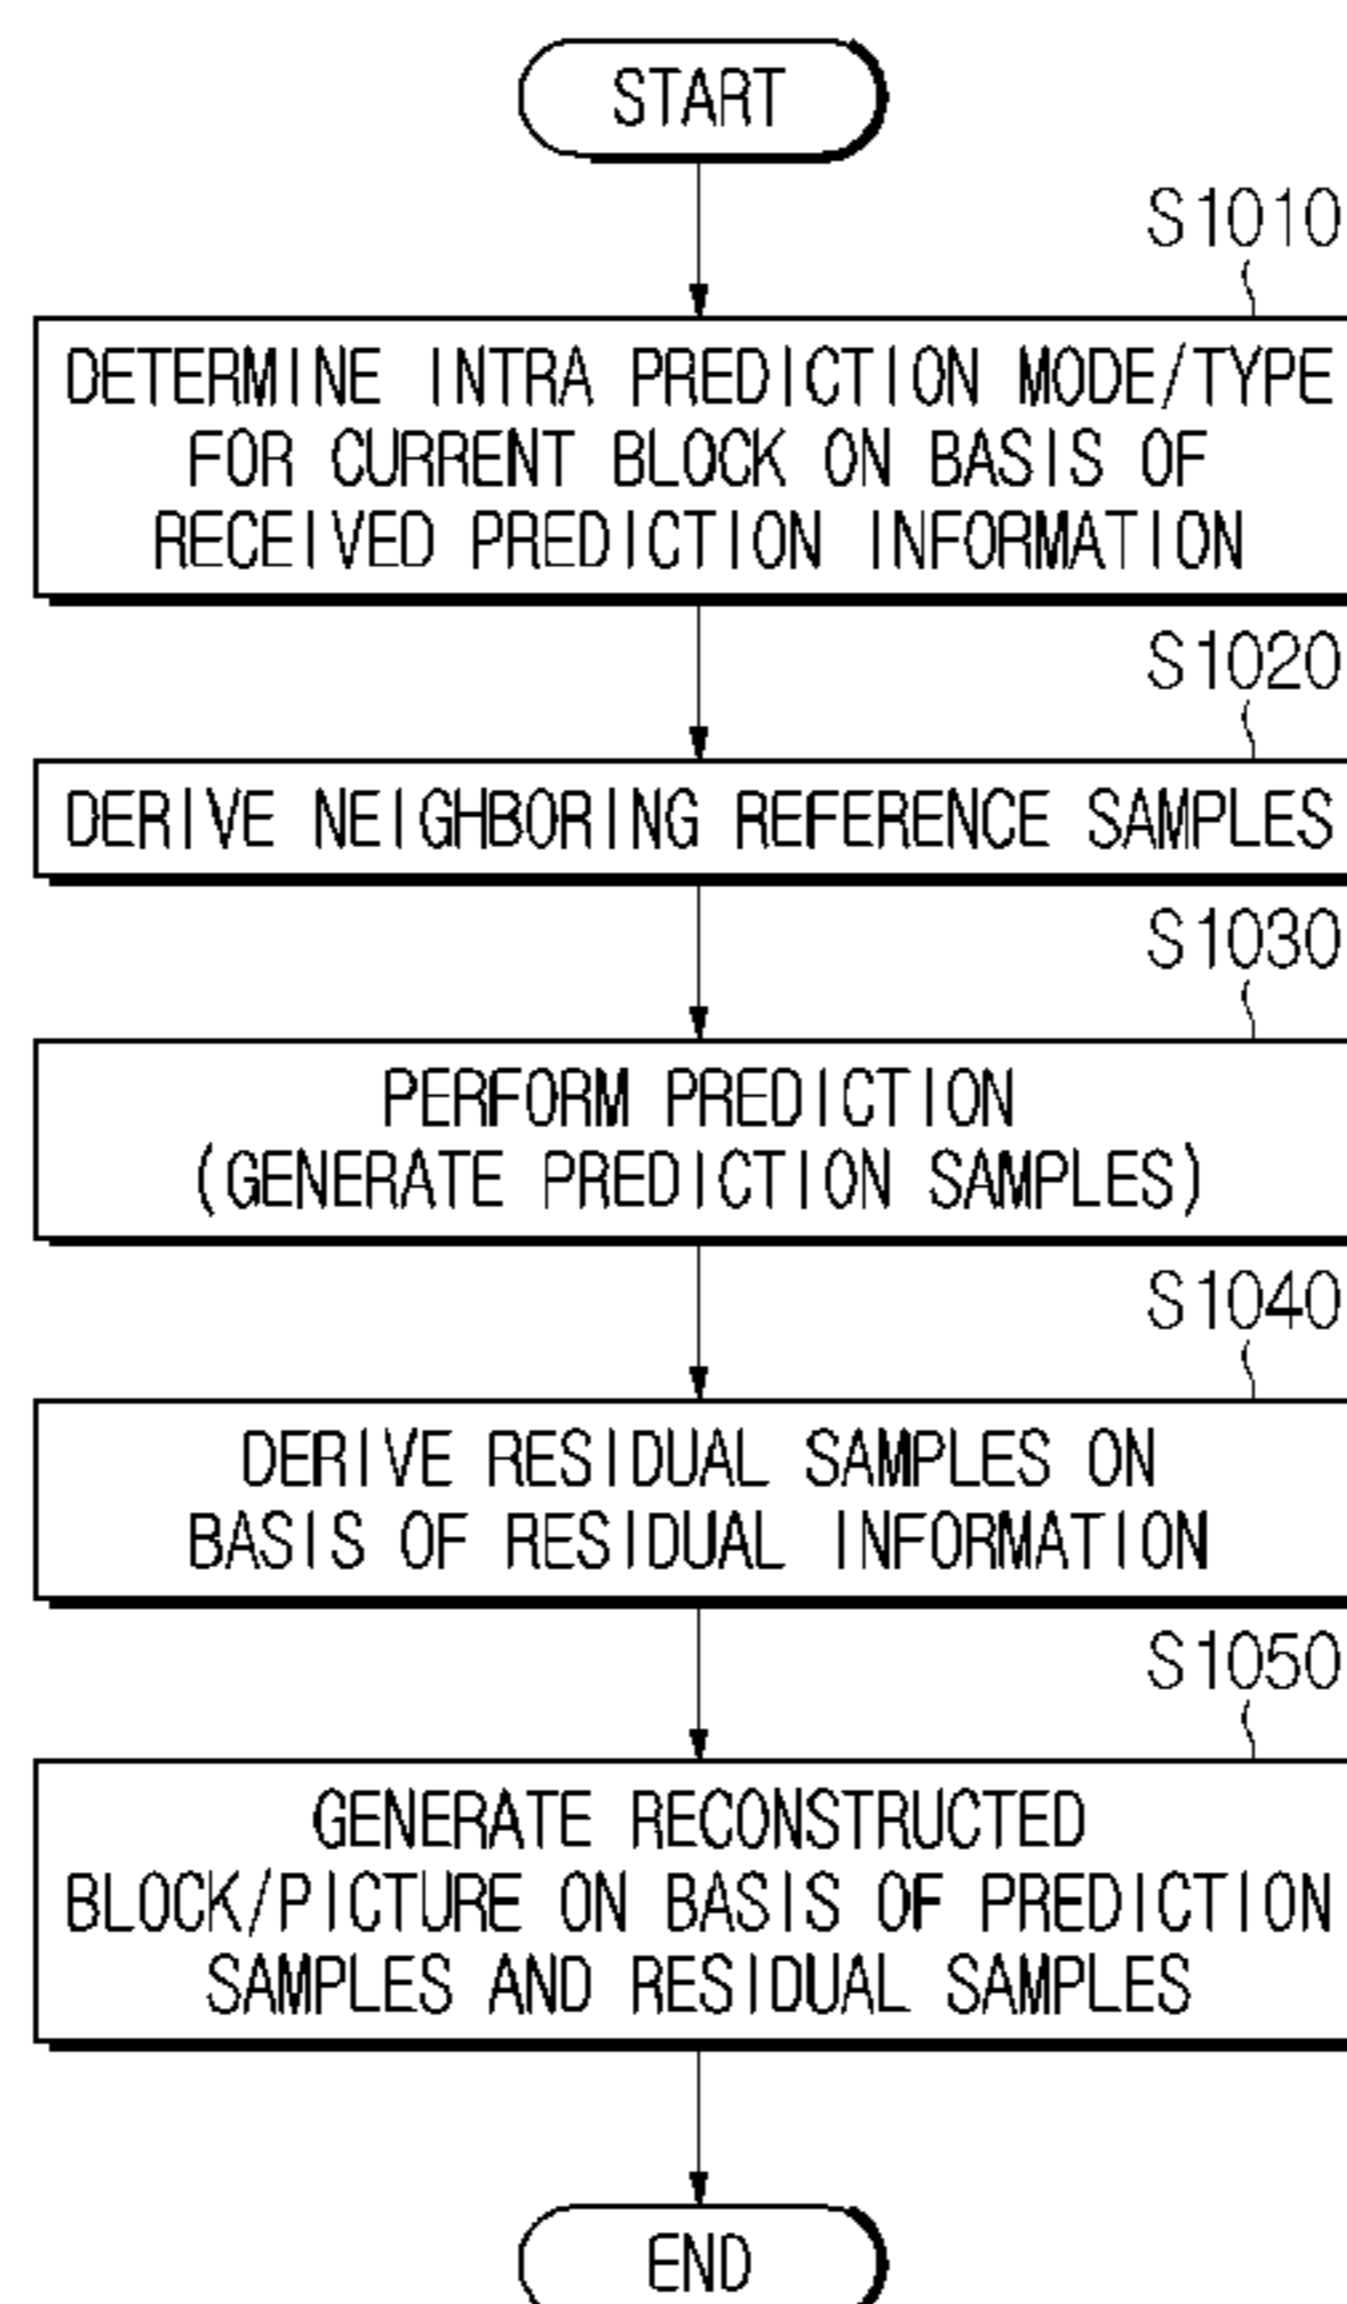 START
S1010
DETERMINE INTRA PREDICTION MODE/TYPE
FOR CURRENT BLOCK ON BASIS OF
RECEIVED PREDICTION INFORMATION
S1020
DERIVE NEIGHBORING REFERENCE SAMPLES
S1030
PERFORM PREDICTION
(GENERATE PREDICTION SAMPLES)
S1040
DERIVE RESIDUAL SAMPLES ON
BASIS OF RESIDUAL INFORMATION
S1050
GENERATE RECONSTRUCTED
BLOCK/PICTURE ON BASIS OF PREDICTION
SAMPLES AND RESIDUAL SAMPLES
END